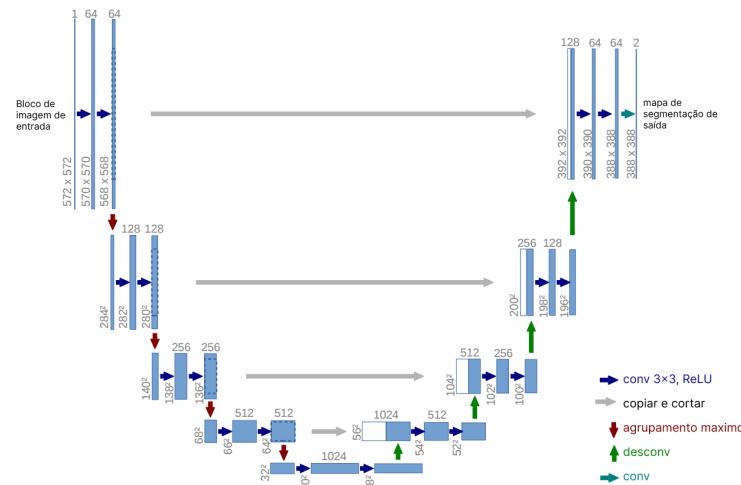 1 64 64
128 64 64 2
Bloco de
imagem de
entrada
mapa de
segmentação de
saída
572 x 572
570 x 570
568 x 568
392 x 392
390 x 390
388 x 388
388 x 388
128 128
256 128
284²
282²
280²
200²
198²
196²
256 256
512 256
140²
138²
136²
104²
102²
100²
512 512
1024 512
68²
66²
64²
56²
54²
52²
1024
32²
0²
8²
conv 3×3, ReLU
copiar e cortar
agrupamento maximo
desconv
conv